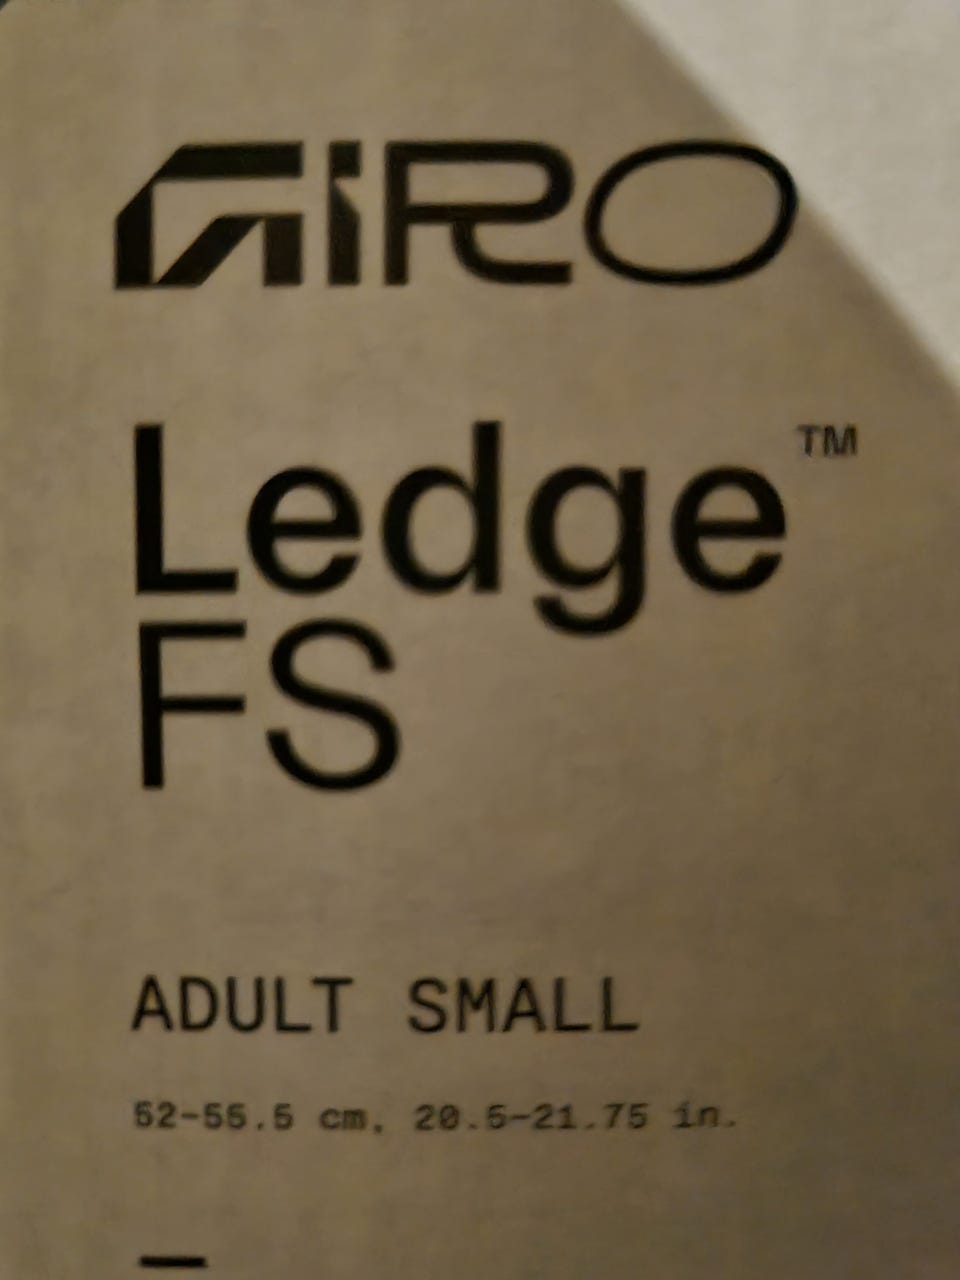 GIRO
Ledge™
FS
ADULT SMALL
52-55.5 cm, 20.5-21.75 in.